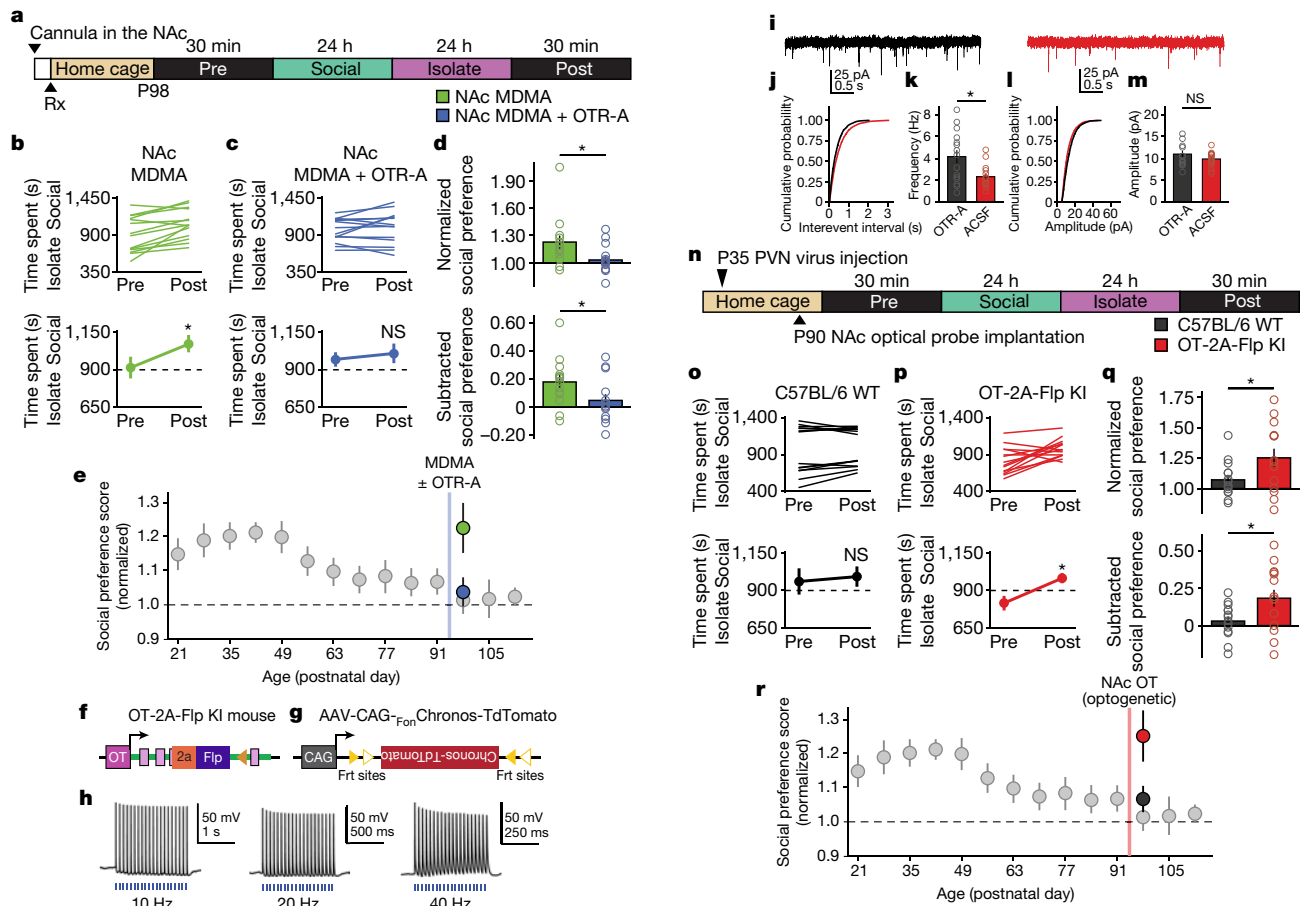 a
Cannula in the NAc
30 min
24 h
24 h
30 min
Home cage
Pre
Social
Isolate
Post
Rx
P98
NAc MDMA
NAc MDMA + OTR-A
b
NAc
MDMA
Time spent (s)
Isolate Social
1,450
900
350
Pre
Post
Time spent (s)
Isolate Social
1,150
900
650
*
Pre
Post
c
NAc
MDMA + OTR-A
Time spent (s)
Isolate Social
1,450
900
350
Pre
Post
Time spent (s)
Isolate Social
1,150
900
650
NS
Pre
Post
d
Normalized
social preference
1.90
1.60
1.30
1.00
*
Subtracted
social preference
0.60
0.40
0.20
0
−0.20
*
e
MDMA
± OTR-A
Social preference score
(normalized)
1.3
1.2
1.1
1.0
0.9
21
35
49
63
77
91
105
Age (postnatal day)
f
OT-2A-Flp KI mouse
OT
2a
Flp
g
AAV-CAG-FonChronos-TdTomato
CAG
Chronos-TdTomato
Frt sites
Frt sites
h
50 mV
1 s
50 mV
500 ms
50 mV
250 ms
10 Hz
20 Hz
40 Hz
i
25 pA
0.5 s
25 pA
0.5 s
j
Cumulative probability
1.00
0.75
0.50
0.25
0
0
1
2
3
Interevent interval (s)
k
Frequency (Hz)
8
6
4
2
0
*
OTR-A
ACSF
l
Cumulative probability
1.00
0.75
0.50
0.25
0
20
40
60
Amplitude (pA)
m
NS
Amplitude (pA)
20
15
10
5
0
OTR-A
ACSF
n
P35 PVN virus injection
30 min
24 h
24 h
30 min
Home cage
Pre
Social
Isolate
Post
P90 NAc optical probe implantation
C57BL/6 WT
OT-2A-Flp KI
o
C57BL/6 WT
Time spent (s)
Isolate Social
1,400
900
400
Pre
Post
Time spent (s)
Isolate Social
1,150
900
650
NS
Pre
Post
p
OT-2A-Flp KI
Time spent (s)
Isolate Social
1,400
900
400
Pre
Post
Time spent (s)
Isolate Social
1,150
900
650
*
Pre
Post
q
Normalized
social preference
1.75
1.50
1.25
1.00
*
Subtracted
social preference
0.50
0.25
0
*
r
NAc OT
(optogenetic)
Social preference score
(normalized)
1.3
1.2
1.1
1.0
0.9
21
35
49
63
77
91
105
Age (postnatal day)